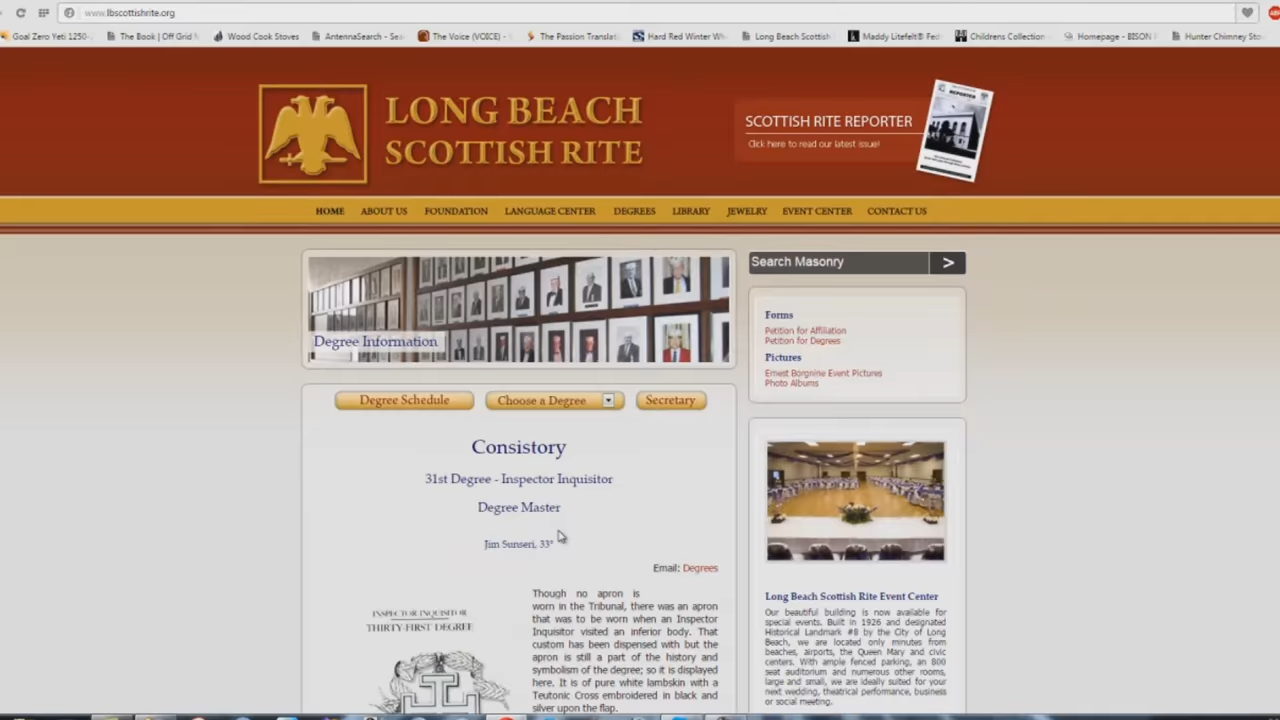 www.lbscottishrite.org
Goal Zero Yeti 1250-
The Book | Off Grid
Wood Cook Stoves
AntennaSearch - Sea
The Voice (VOICE) -
The Passion Translati
Hard Red Winter Wh
Long Beach Scottish
Maddy Litefelt® Fed
Childrens Collection
Homepage - BISON
Hunter Chimney Sto
LONG BEACH
SCOTTISH RITE
SCOTTISH RITE REPORTER
Click here to read our latest issue!
REPORTER
HOME ABOUT US FOUNDATION LANGUAGE CENTER DEGREES LIBRARY JEWELRY EVENT CENTER CONTACT US
Degree Information
Degree Schedule
Choose a Degree
Secretary
Consistory
31st Degree - Inspector Inquisitor
Degree Master
Jim Sunseri, 33°
Email: Degrees
INSPECTOR INQUISITOR
THIRTY-FIRST DEGREE
Though no apron is
worn in the Tribunal, there was an apron
that was to be worn when an Inspector
Inquisitor visited an inferior body. That
custom has been dispensed with but the
apron is still a part of the history and
symbolism of the degree; so it is displayed
here. It is of pure white lambskin with a
Teutonic Cross embroidered in black and
silver upon the flap.
Search Masonry >
Forms
Petition for Affiliation
Petition for Degrees
Pictures
Ernest Borgnine Event Pictures
Photo Albums
Long Beach Scottish Rite Event Center
Our beautiful building is now available for
special events. Built in 1926 and designated
Historical Landmark #8 by the City of Long
Beach, we are located only minutes from
beaches, airports, the Queen Mary and civic
centers. With ample fenced parking, an 800
seat auditorium and numerous other rooms,
large and small, we are ideally suited for your
next wedding, theatrical performance, business
or social meeting.